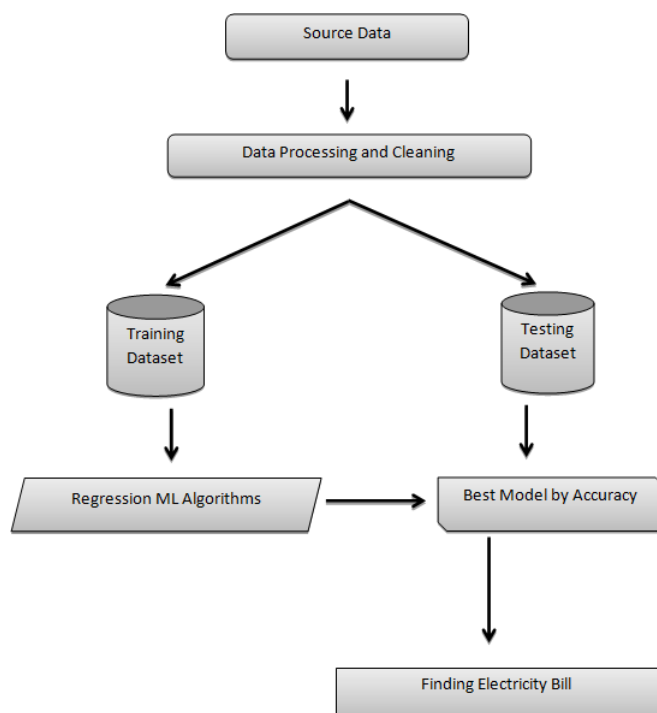 Source Data
Data Processing and Cleaning
Training
Dataset
Testing
Dataset
Regression ML Algorithms
Best Model by Accuracy
Finding Electricity Bill